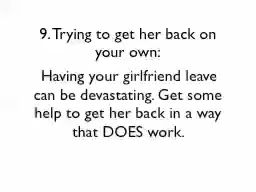 9. Trying to get her back on
your own:
Having your girlfriend leave
can be devastating. Get some
help to get her back in a way
that DOES work.